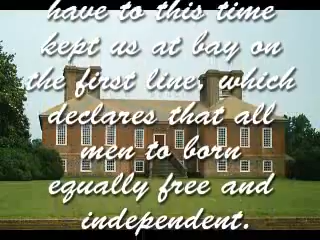 have to this time
kept us at bay on
the first line, which
declares that all
men to born
equally free and
independent.